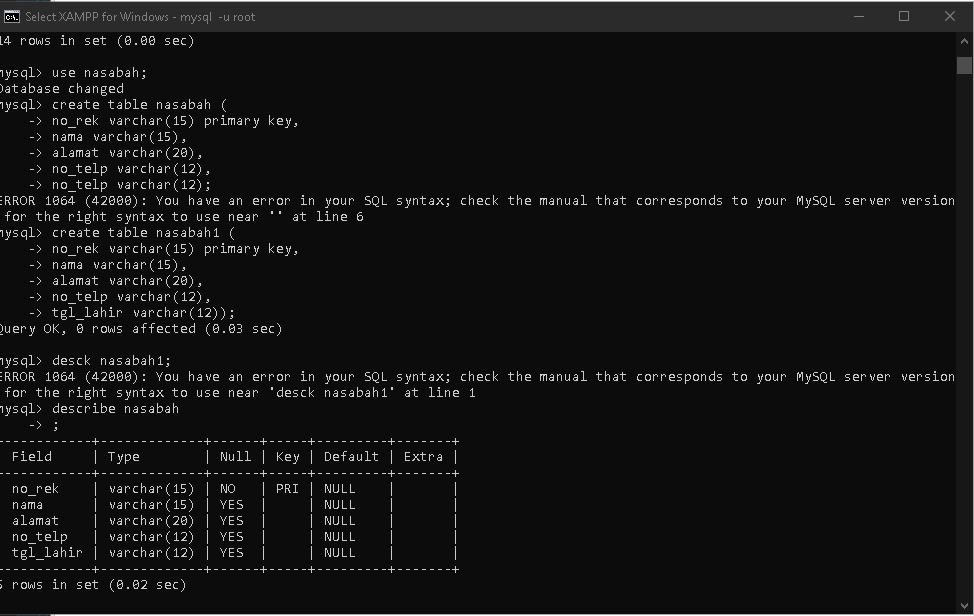 Select XAMPP for Windows - mysql -u root
14 rows in set (0.00 sec)
mysql> use nasabah;
Database changed
mysql> create table nasabah (
-> no_rek varchar(15) primary key,
-> nama varchar(15),
-> alamat varchar(20),
-> no_telp varchar(12),
-> no_telp varchar(12);
ERROR 1064 (42000): You have an error in your SQL syntax; check the manual that corresponds to your MySQL server version
for the right syntax to use near '' at line 6
mysql> create table nasabah1 (
-> no_rek varchar(15) primary key,
-> nama varchar(15),
-> alamat varchar(20),
-> no_telp varchar(12),
-> tgl_lahir varchar(12));
Query OK, 0 rows affected (0.03 sec)
mysql> desck nasabah1;
ERROR 1064 (42000): You have an error in your SQL syntax; check the manual that corresponds to your MySQL server version
for the right syntax to use near 'desck nasabah1' at line 1
mysql> describe nasabah
-> ;
-----------+-------------+------+-----+---------+-------+
Field | Type | Null | Key | Default | Extra |
-----------+-------------+------+-----+---------+-------+
no_rek | varchar(15) | NO | PRI | NULL | |
nama | varchar(15) | YES | | NULL | |
alamat | varchar(20) | YES | | NULL | |
no_telp | varchar(12) | YES | | NULL | |
tgl_lahir | varchar(12) | YES | | NULL | |
-----------+-------------+------+-----+---------+-------+
5 rows in set (0.02 sec)